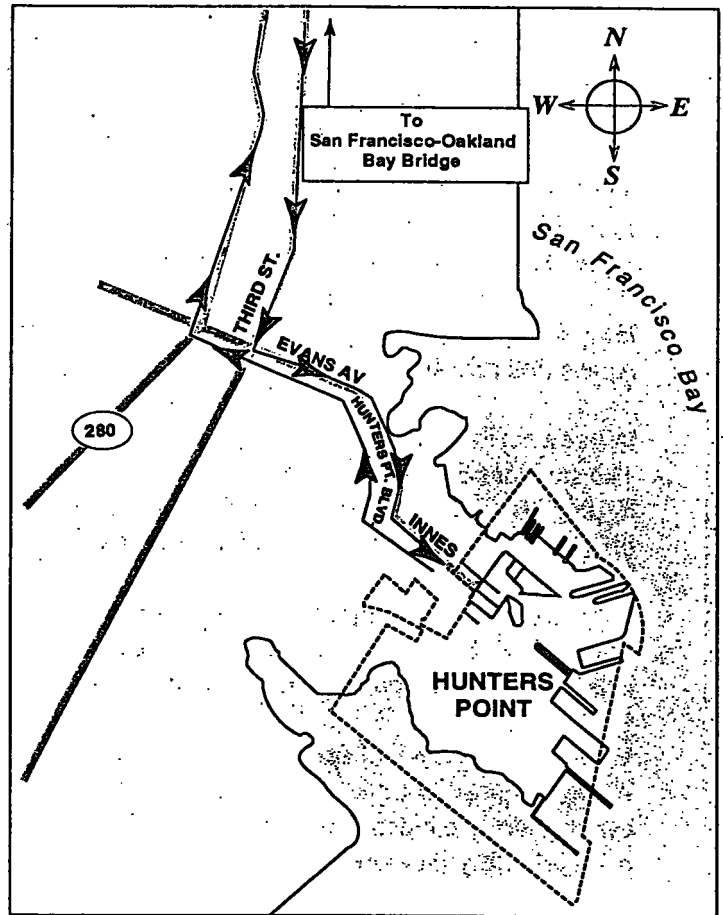 N
W E
S
To
San Francisco-Oakland
Bay Bridge
San Francisco Bay
THIRD ST.
EVANS AV
280
HUNTERS PT. BLVD.
INNES
HUNTERS
POINT